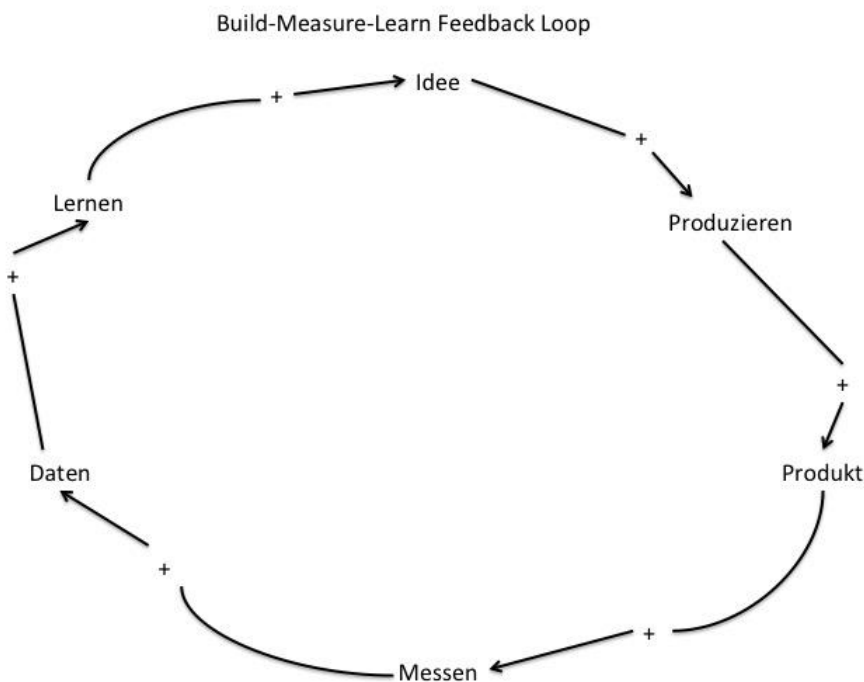 Build-Measure-Learn Feedback Loop
+
Idee
+
Lernen
Produzieren
+
+
Daten
Produkt
+
+
Messen